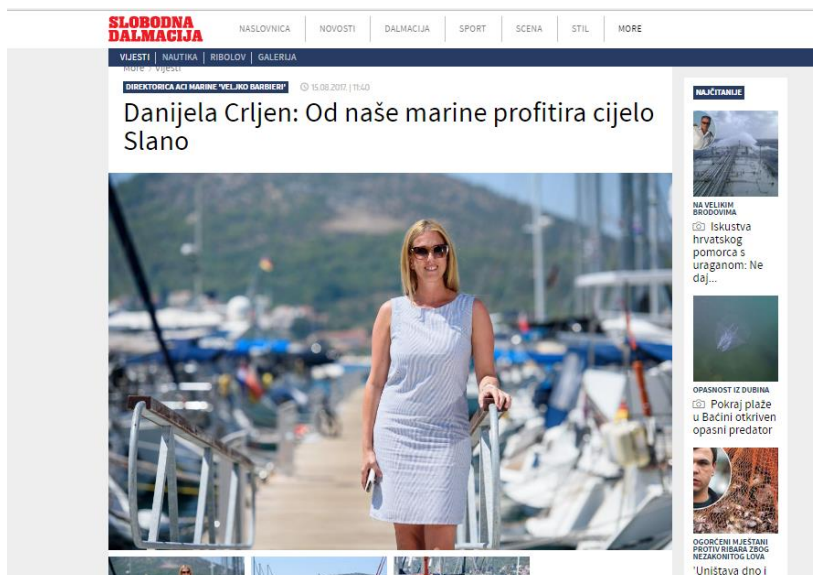 SLOBODNA
DALMACIJA
NASLOVNICA
NOVOSTI
DALMACIJA
SPORT
SCENA
STIL
MORE
VIJESTI
NAUTIKA
RIBOLOV
GALERIJA
More / Vijesti
DIREKTORICA ACI MARINE 'VELJKO BARBIERI'
15.08.2017. | 11:40
Danijela Crljen: Od naše marine profitira cijelo
Slano
NAJČITANIJE
NA VELIKIM
BRODOVIMA
Iskustva
hrvatskog
pomorca s
uraganom: Ne
daj...
OPASNOST IZ DUBINA
Pokraj plaže
u Baćini otkriven
opasni predator
OGORČENI MJEŠTANI
PROTIV RIBARA ZBOG
NEZAKONITOG LOVA
'Uništava dno i